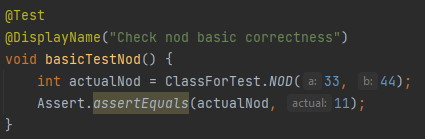 @Test
@DisplayName("Check nod basic correctness")
void basicTestNod() {
    int actualNod = ClassForTest.NOD( a: 33, b: 44);
    Assert.assertEquals(actualNod, actual: 11);
}